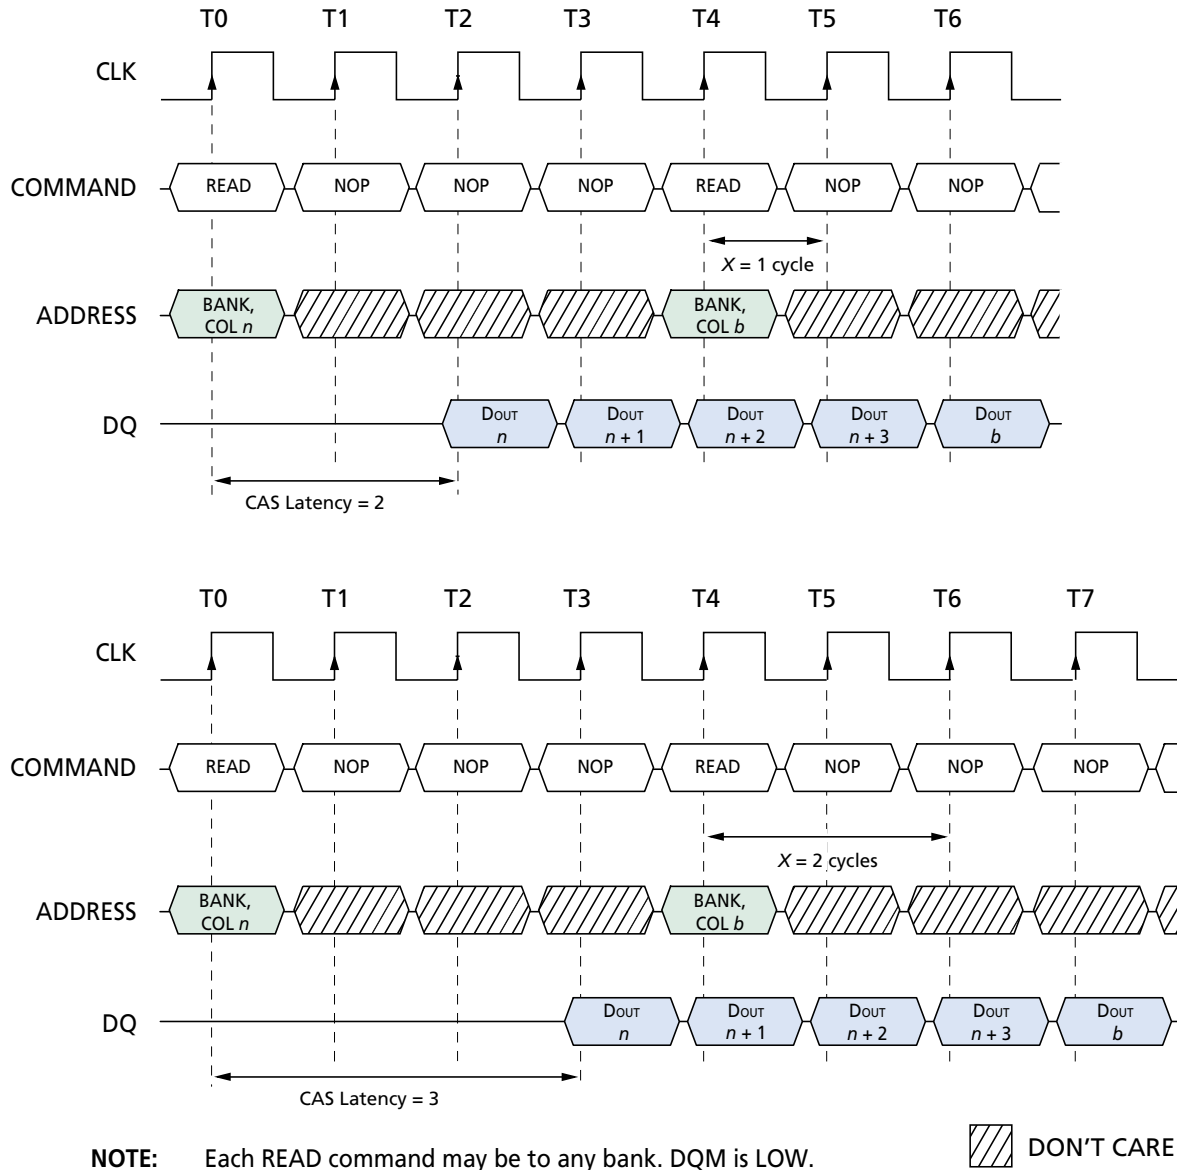 T0 T1 T2 T3 T4 T5 T6
CLK
COMMAND READ NOP NOP NOP READ NOP NOP
X = 1 cycle
ADDRESS BANK, COL n BANK, COL b
DQ DOUT n DOUT n + 1 DOUT n + 2 DOUT n + 3 DOUT b
CAS Latency = 2
T0 T1 T2 T3 T4 T5 T6 T7
CLK
COMMAND READ NOP NOP NOP READ NOP NOP NOP
X = 2 cycles
ADDRESS BANK, COL n BANK, COL b
DQ DOUT n DOUT n + 1 DOUT n + 2 DOUT n + 3 DOUT b
CAS Latency = 3
NOTE: Each READ command may be to any bank. DQM is LOW.
DON'T CARE